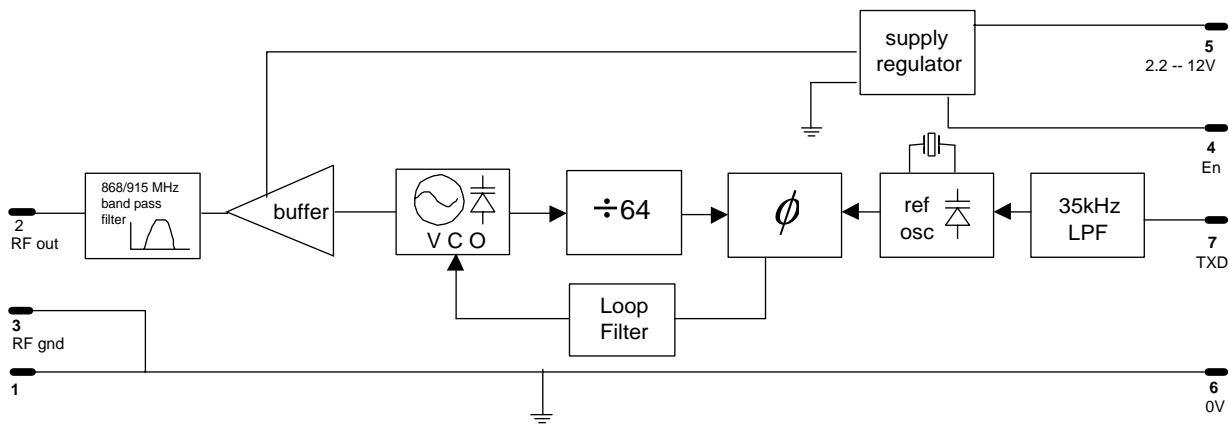 supply
regulator
5
2.2 -- 12V
4
En
868/915 MHz
band pass
filter
buffer
V C O
÷64
ϕ
ref
osc
35kHz
LPF
2
RF out
7
TXD
Loop
Filter
3
RF gnd
1
6
0V